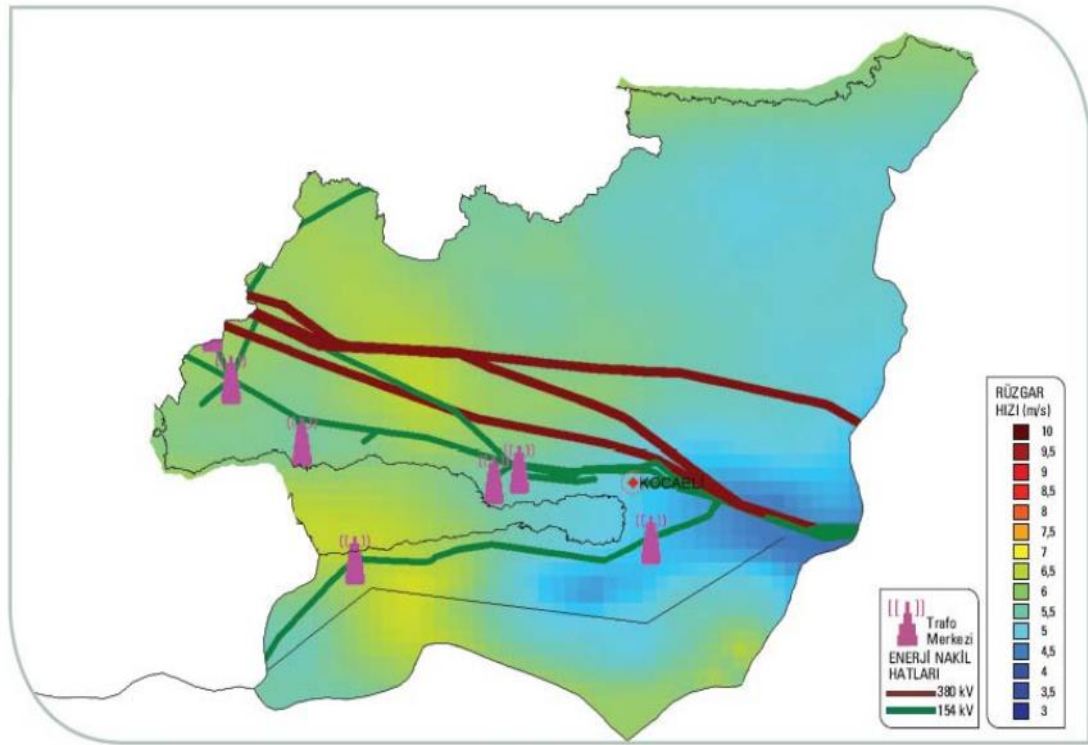 KOCAELİ
[[ ]] Trafo
Merkezi
ENERJİ NAKİL
HATLARI
380 kV
154 kV
RÜZGAR
HIZI (m/s)
10
9,5
9
8,5
8
7,5
7
6,5
6
5,5
5
4,5
4
3,5
3